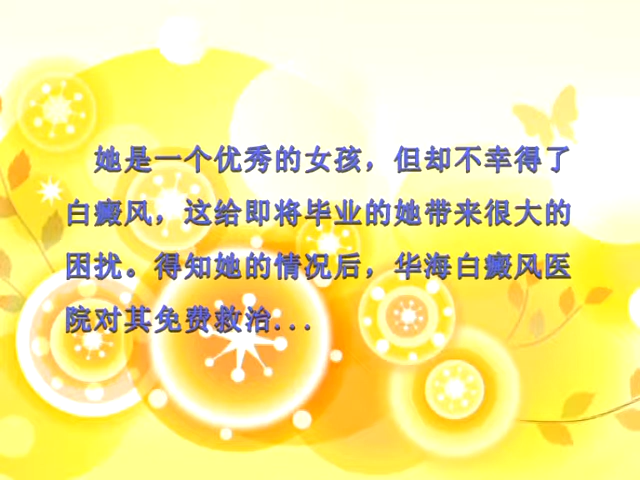 她是一个优秀的女孩，但却不幸得了
白癜风，这给即将毕业的她带来很大的
困扰。得知她的情况后，华海白癜风医
院对其免费救治...